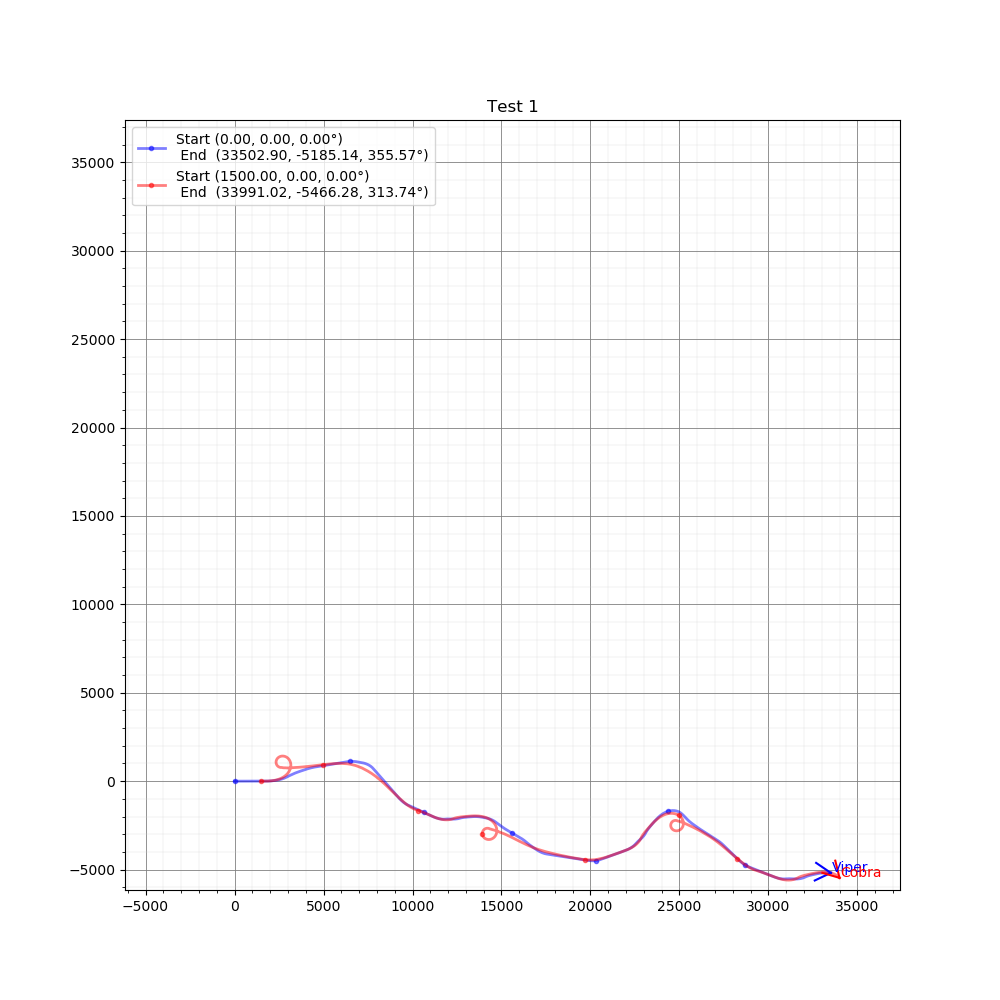 Test 1
Start (0.00, 0.00, 0.00°)
End  (33502.90, -5185.14, 355.57°)
Start (1500.00, 0.00, 0.00°)
End  (33991.02, -5466.28, 313.74°)
35000
30000
25000
20000
15000
10000
5000
0
−5000
Viper
Cobra
−5000 0 5000 10000 15000 20000 25000 30000 35000